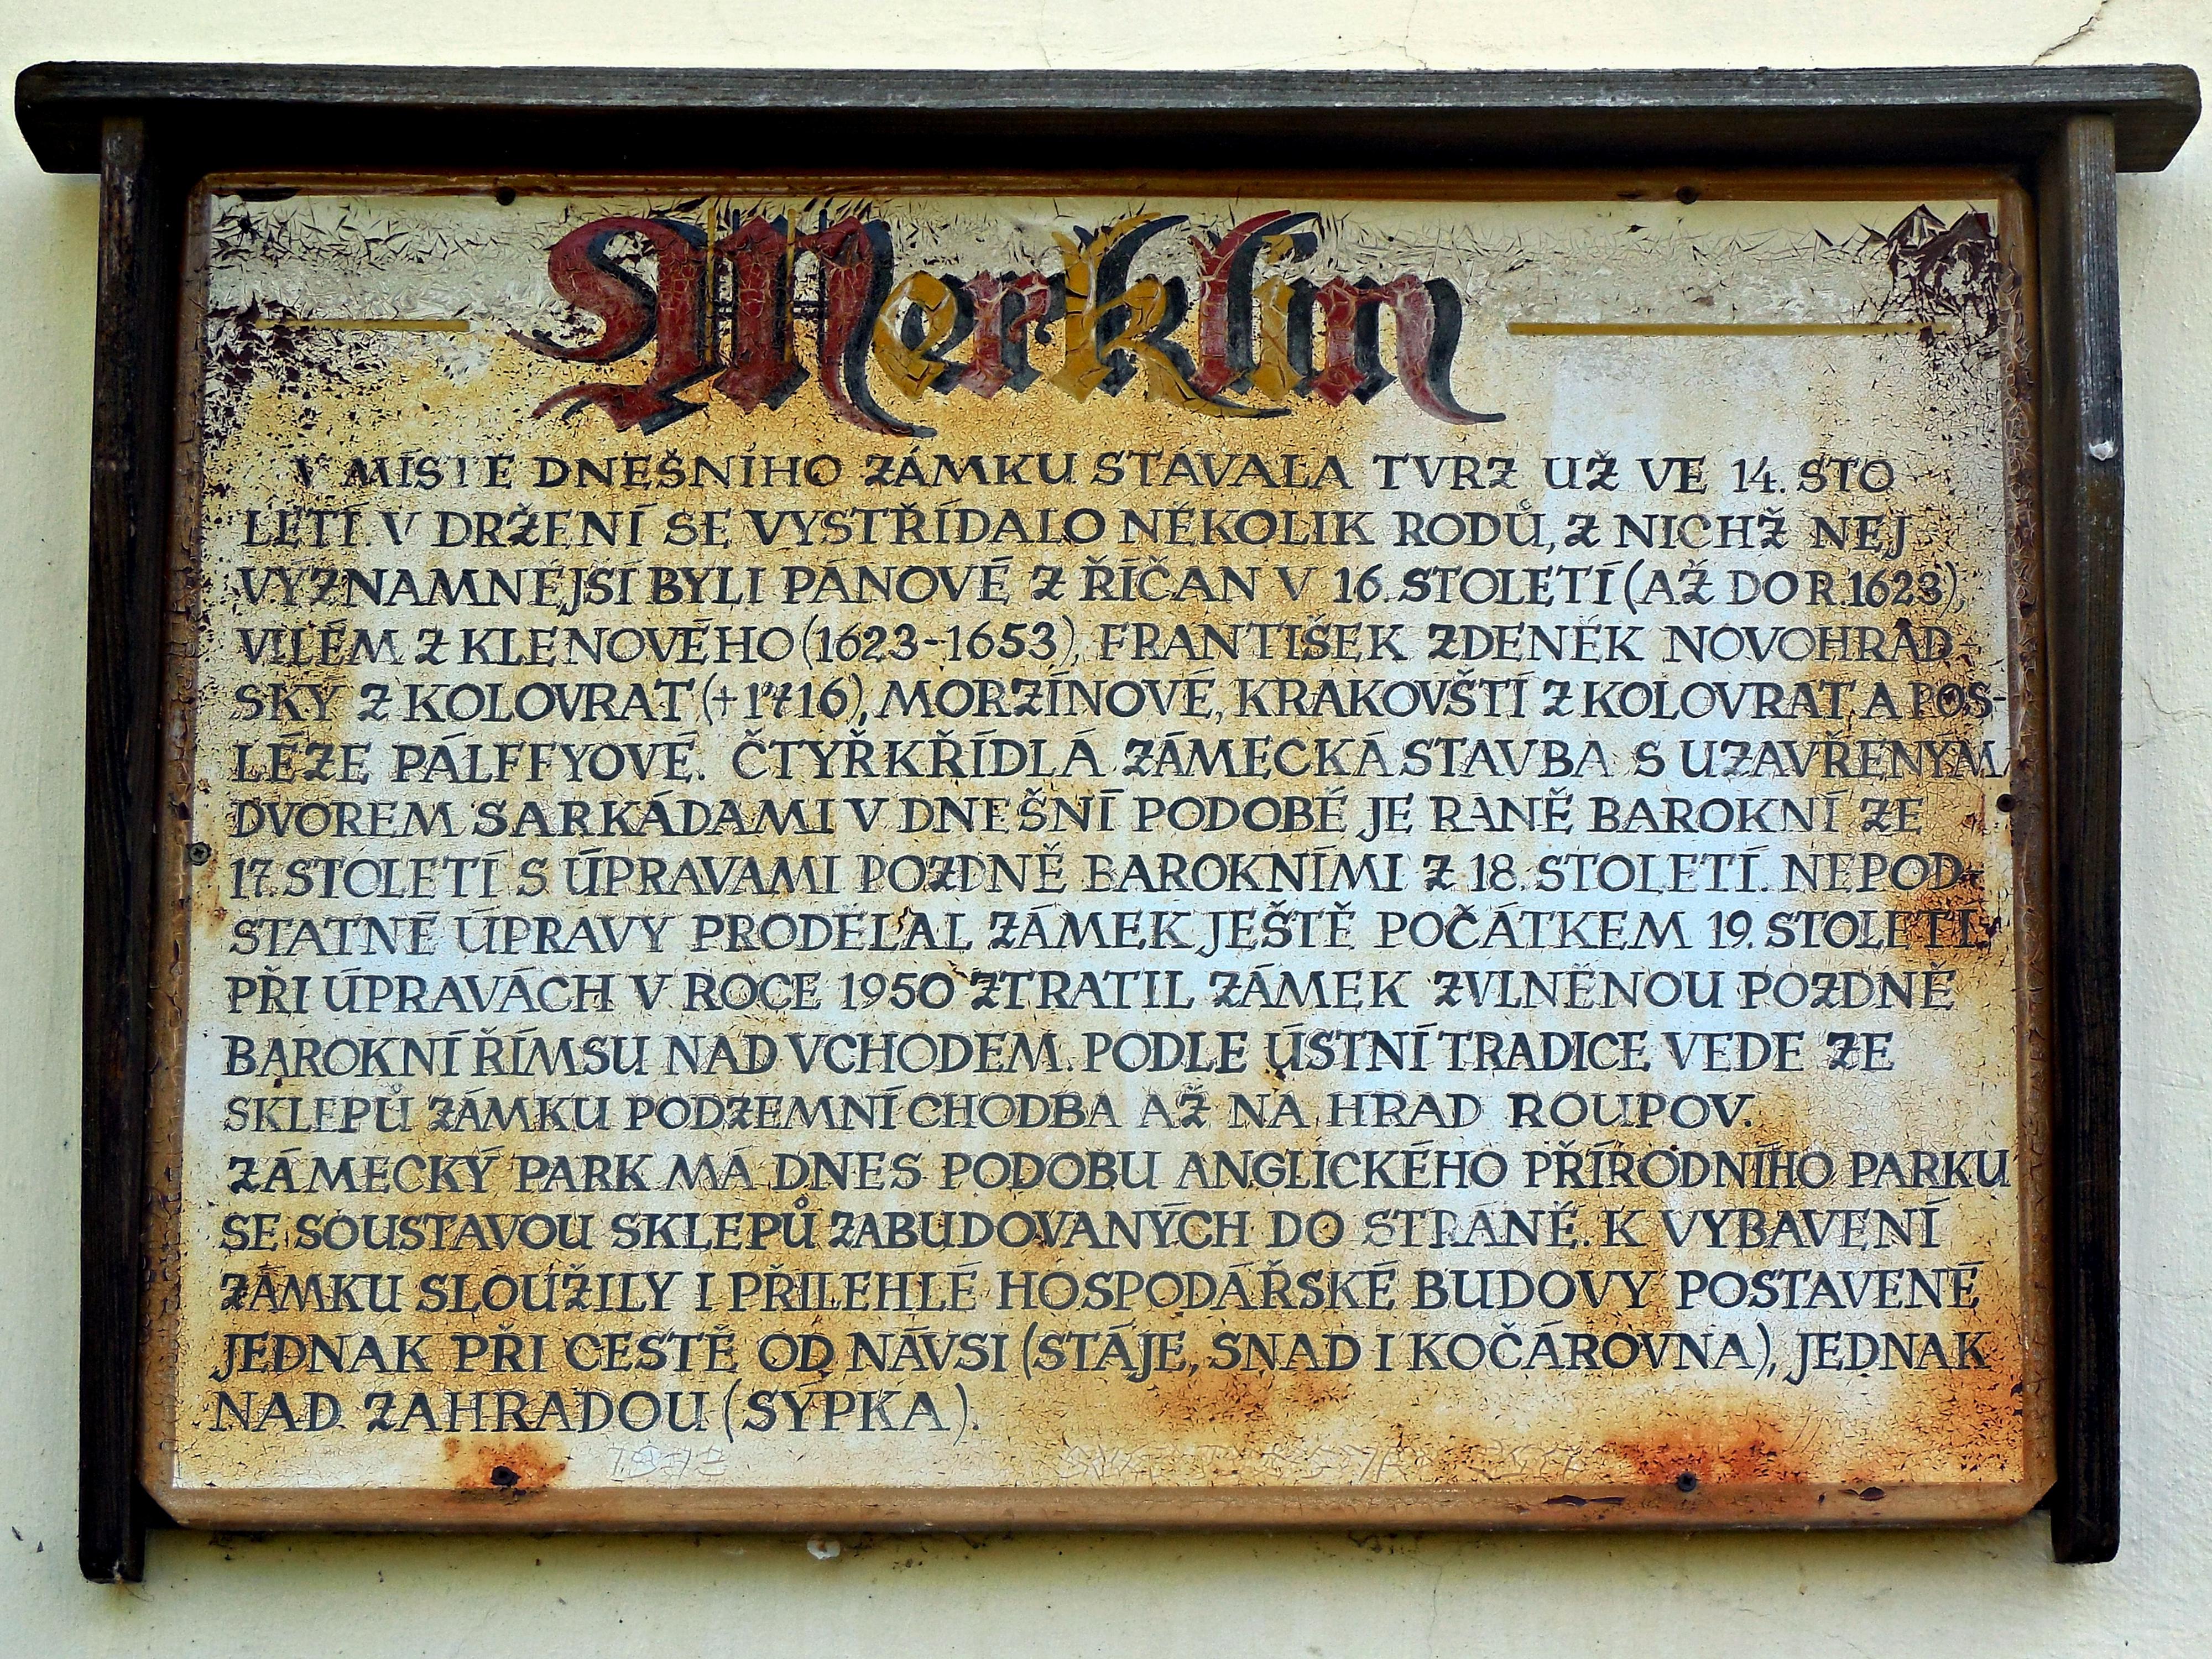 Merklin
V MÍSTĚ DNEŠNÍHO ZÁMKU STÁVALA TVRZ UŽ VE 14. STO
LETÍ. V DRŽENÍ SE VYSTŘÍDALO NĚKOLIK RODŮ, Z NICHŽ NEJ
VÝZNAMNĚJŠÍ BYLI PÁNOVÉ Z ŘÍČAN V 16. STOLETÍ (AŽ DO R. 1623),
VILÉM Z KLENOVÉHO (1623-1653), FRANTIŠEK ZDENĚK NOVOHRAD-
SKÝ Z KOLOVRAT (+1716), MORZÍNOVÉ, KRAKOVŠTÍ Z KOLOVRAT A POS-
LÉZE PÁLFFYOVÉ. ČTYŘKŘÍDLÁ ZÁMECKÁ STAVBA S UZAVŘENÝM
DVOREM S ARKÁDAMI V DNEŠNÍ PODOBĚ JE RANĚ BAROKNÍ ZE
17. STOLETÍ S ÚPRAVAMI POZDNĚ BAROKNÍMI Z 18. STOLETÍ. NEPOD-
STATNÉ ÚPRAVY PRODĚLAL ZÁMEK JEŠTĚ POČÁTKEM 19. STOLETÍ.
PŘI ÚPRAVÁCH V ROCE 1950 ZTRATIL ZÁMEK ZVLNĚNOU POZDNĚ
BAROKNÍ ŘÍMSU NAD VCHODEM. PODLE ÚSTNÍ TRADICE VEDE ZE
SKLEPŮ ZÁMKU PODZEMNÍ CHODBA AŽ NA HRAD ROUPOV.
ZÁMECKÝ PARK MÁ DNES PODOBU ANGLICKÉHO PŘÍRODNÍHO PARKU
SE SOUSTAVOU SKLEPŮ ZABUDOVANÝCH DO STRÁNĚ. K VYBAVENÍ
ZÁMKU SLOUŽILY I PŘILEHLÉ HOSPODÁŘSKÉ BUDOVY POSTAVENÉ
JEDNAK PŘI CESTĚ OD NÁVSI (STÁJE, SNAD I KOČÁROVNA), JEDNAK
NAD ZAHRADOU (SÝPKA).